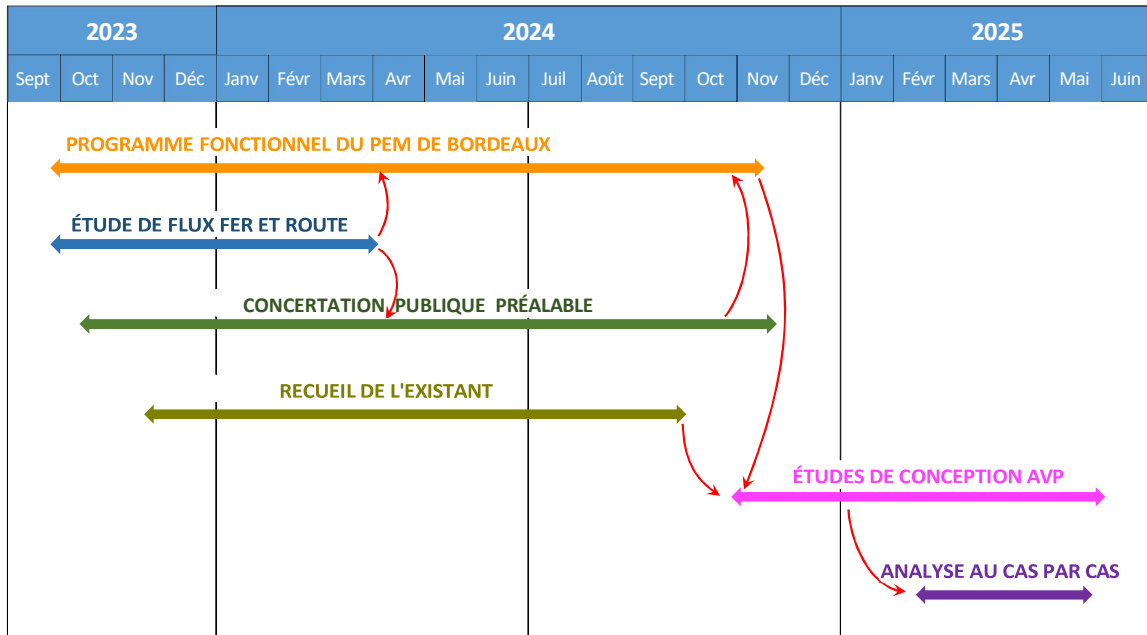 2023 2024 2025
Sept Oct Nov Déc Janv Févr Mars Avr Mai Juin Juil Août Sept Oct Nov Déc Janv Févr Mars Avr Mai Juin
PROGRAMME FONCTIONNEL DU PEM DE BORDEAUX
ÉTUDE DE FLUX FER ET ROUTE
CONCERTATION PUBLIQUE PRÉALABLE
RECUEIL DE L'EXISTANT
ÉTUDES DE CONCEPTION AVP
ANALYSE AU CAS PAR CAS